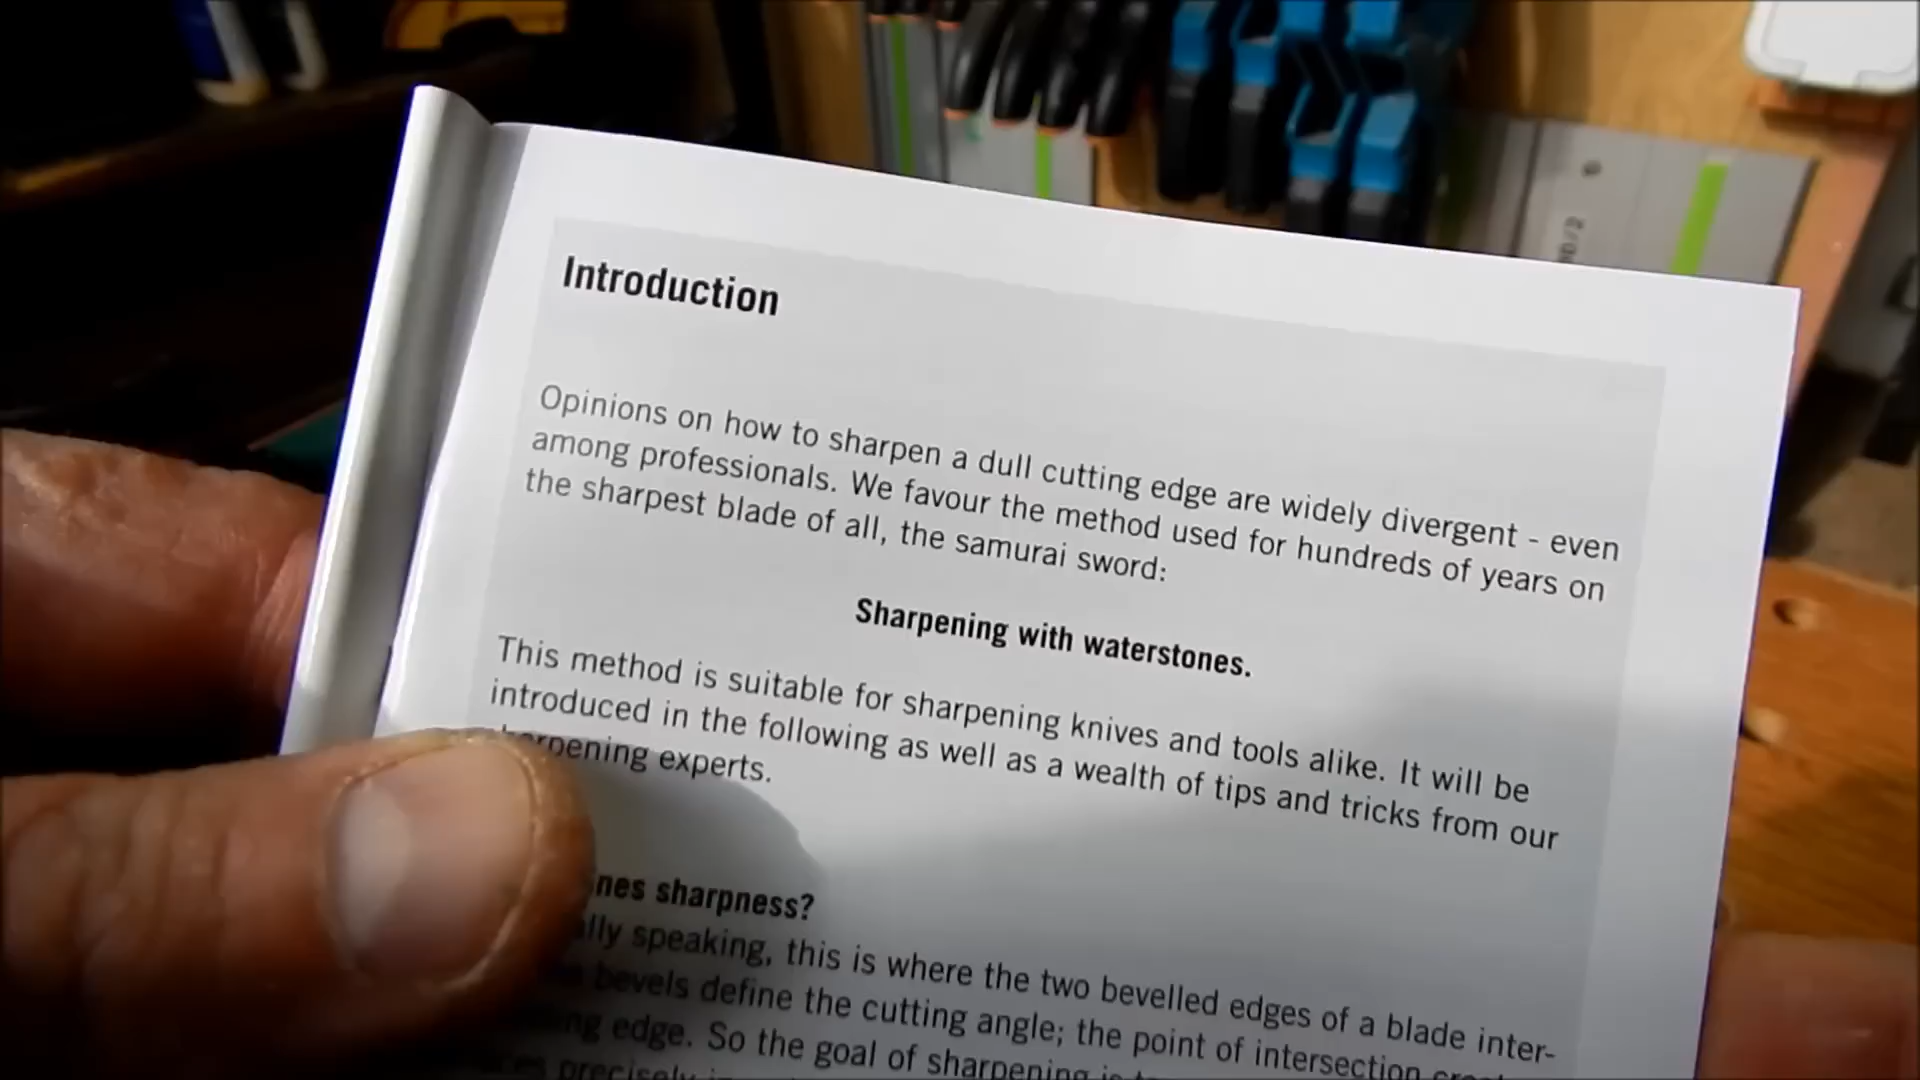 Introduction
Opinions on how to sharpen a dull cutting edge are widely divergent - even
among professionals. We favour the method used for hundreds of years on
the sharpest blade of all, the samurai sword:
Sharpening with waterstones.
This method is suitable for sharpening knives and tools alike. It will be
introduced in the following as well as a wealth of tips and tricks from our
sharpening experts.
sharpness?
speaking, this is where the two bevelled edges of a blade inter-
bevels define the cutting angle; the point of intersection
edge. So the goal of sharpening is
precisely